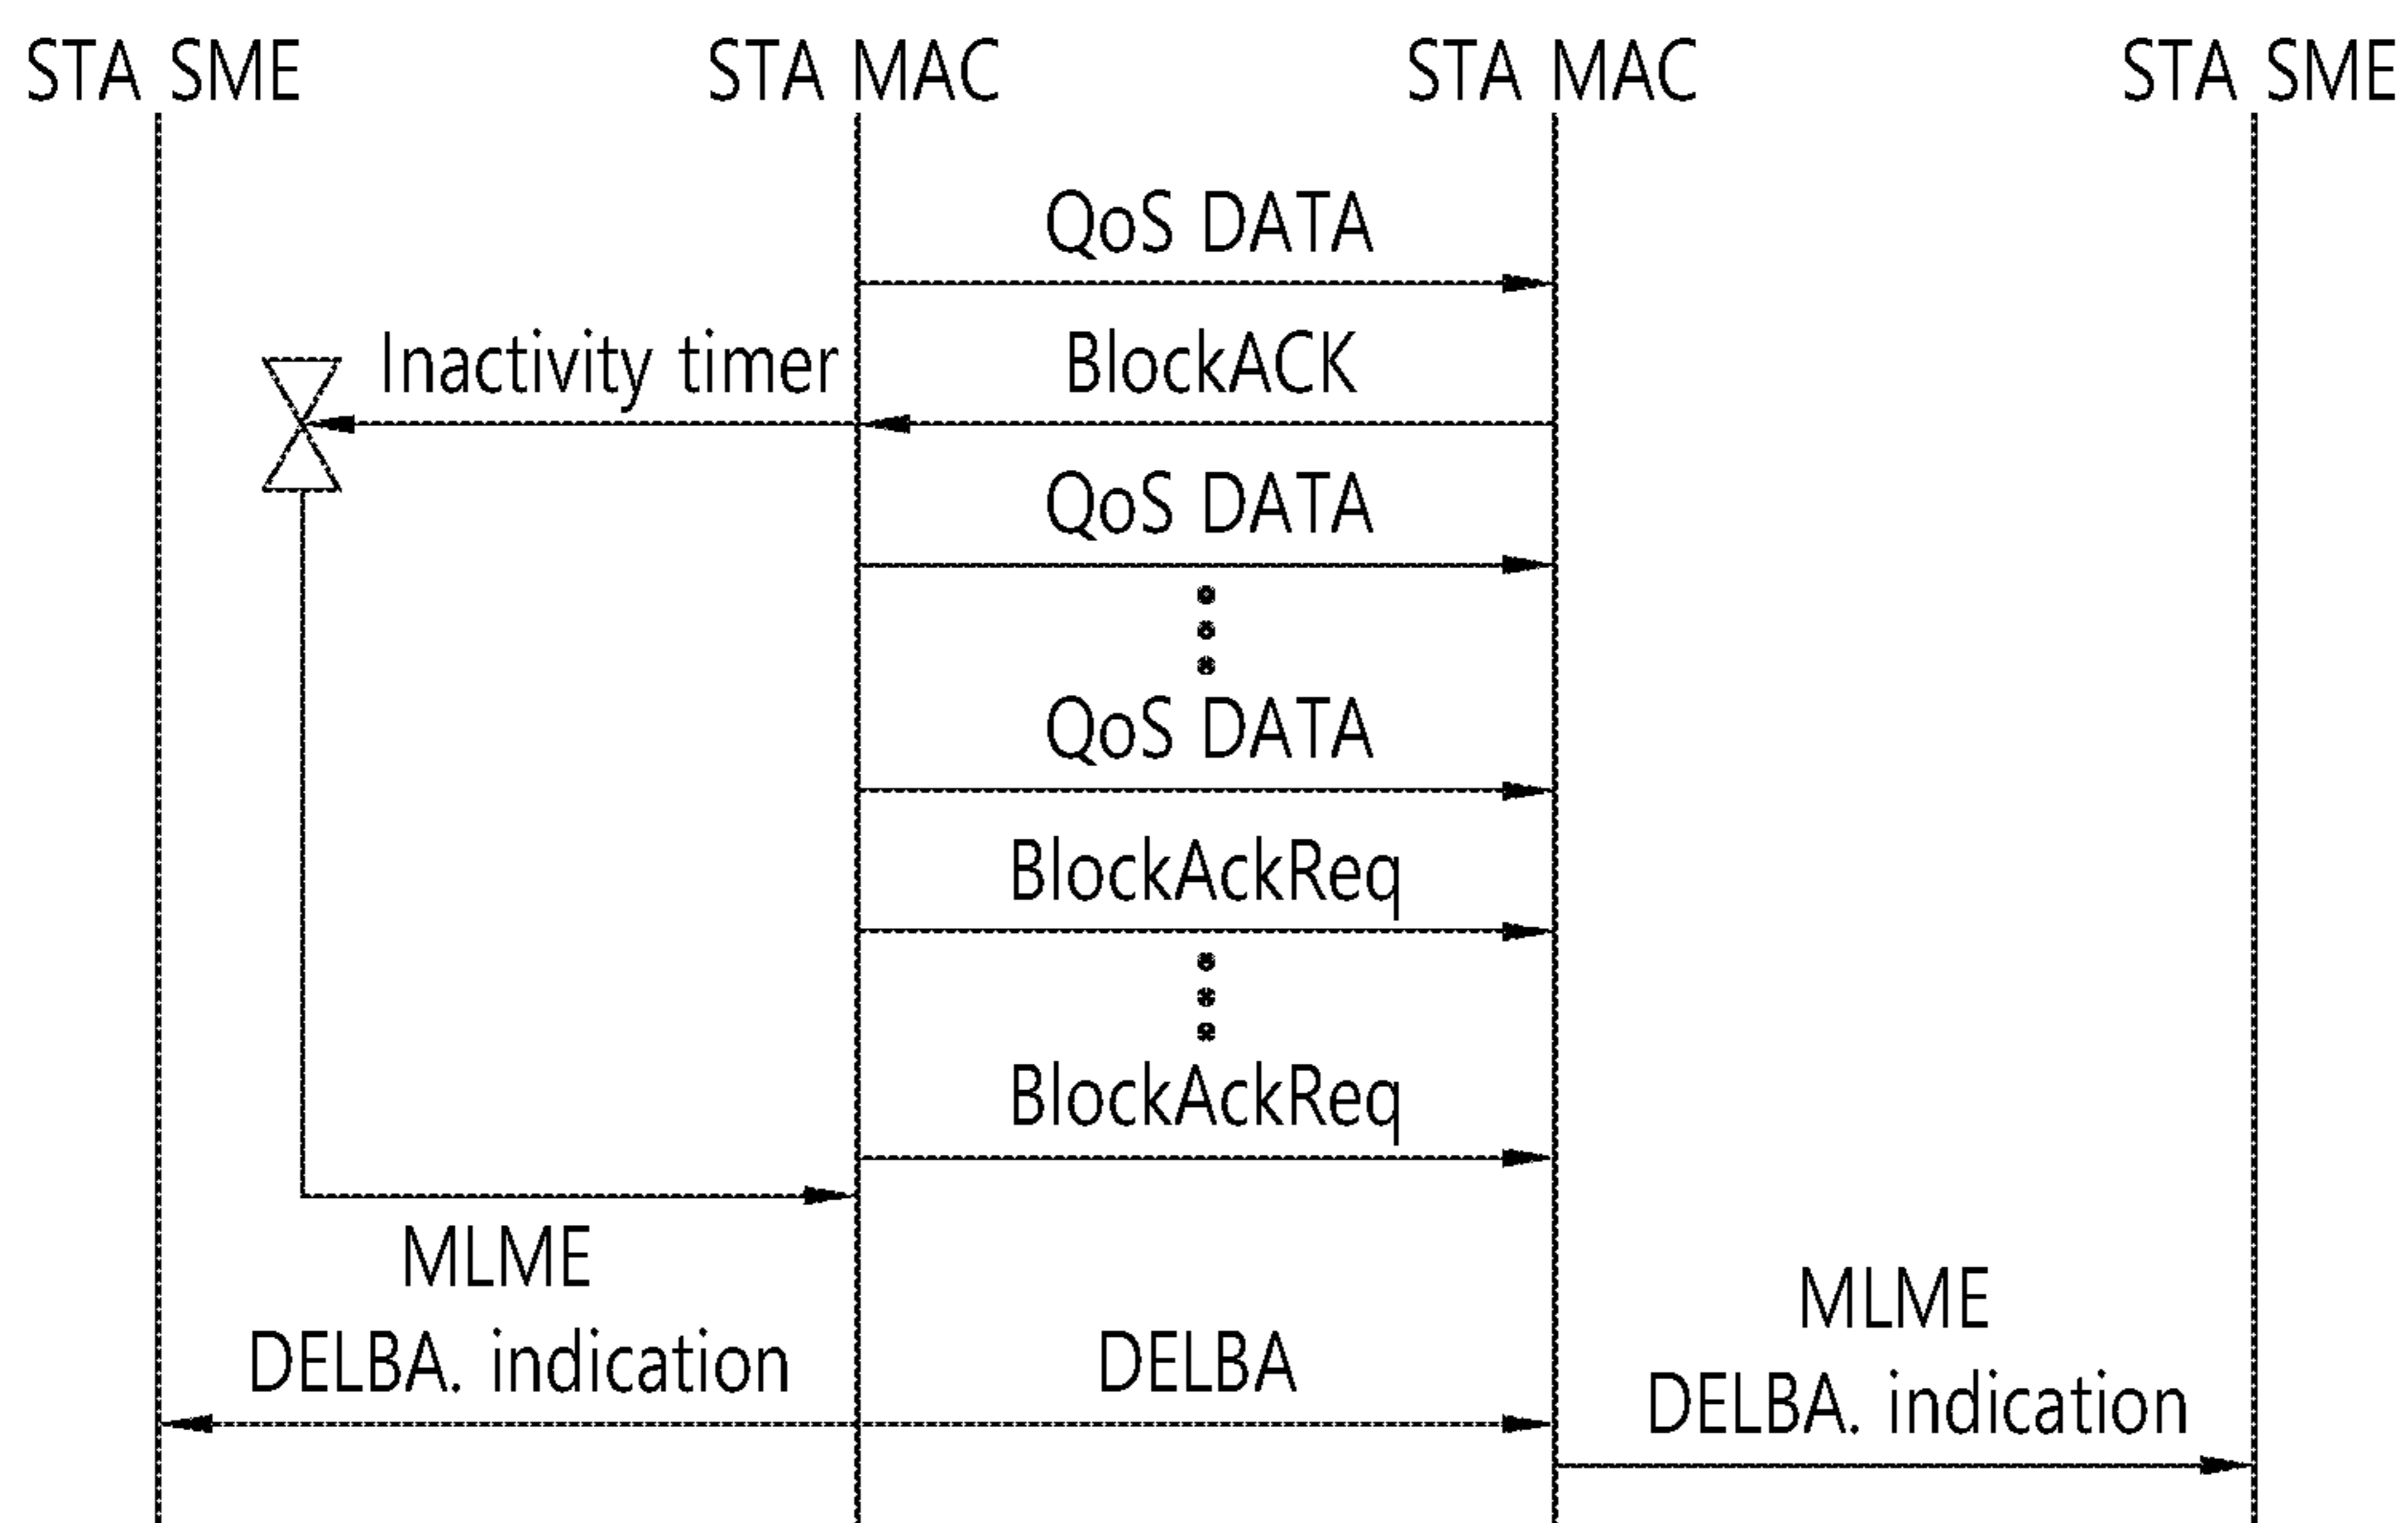 STA SME
STA MAC
STA MAC
STA SME
QoS DATA
Inactivity timer
BlockACK
QoS DATA
QoS DATA
BlockAckReq
BlockAckReq
MLME
DELBA. indication
DELBA
MLME
DELBA. indication